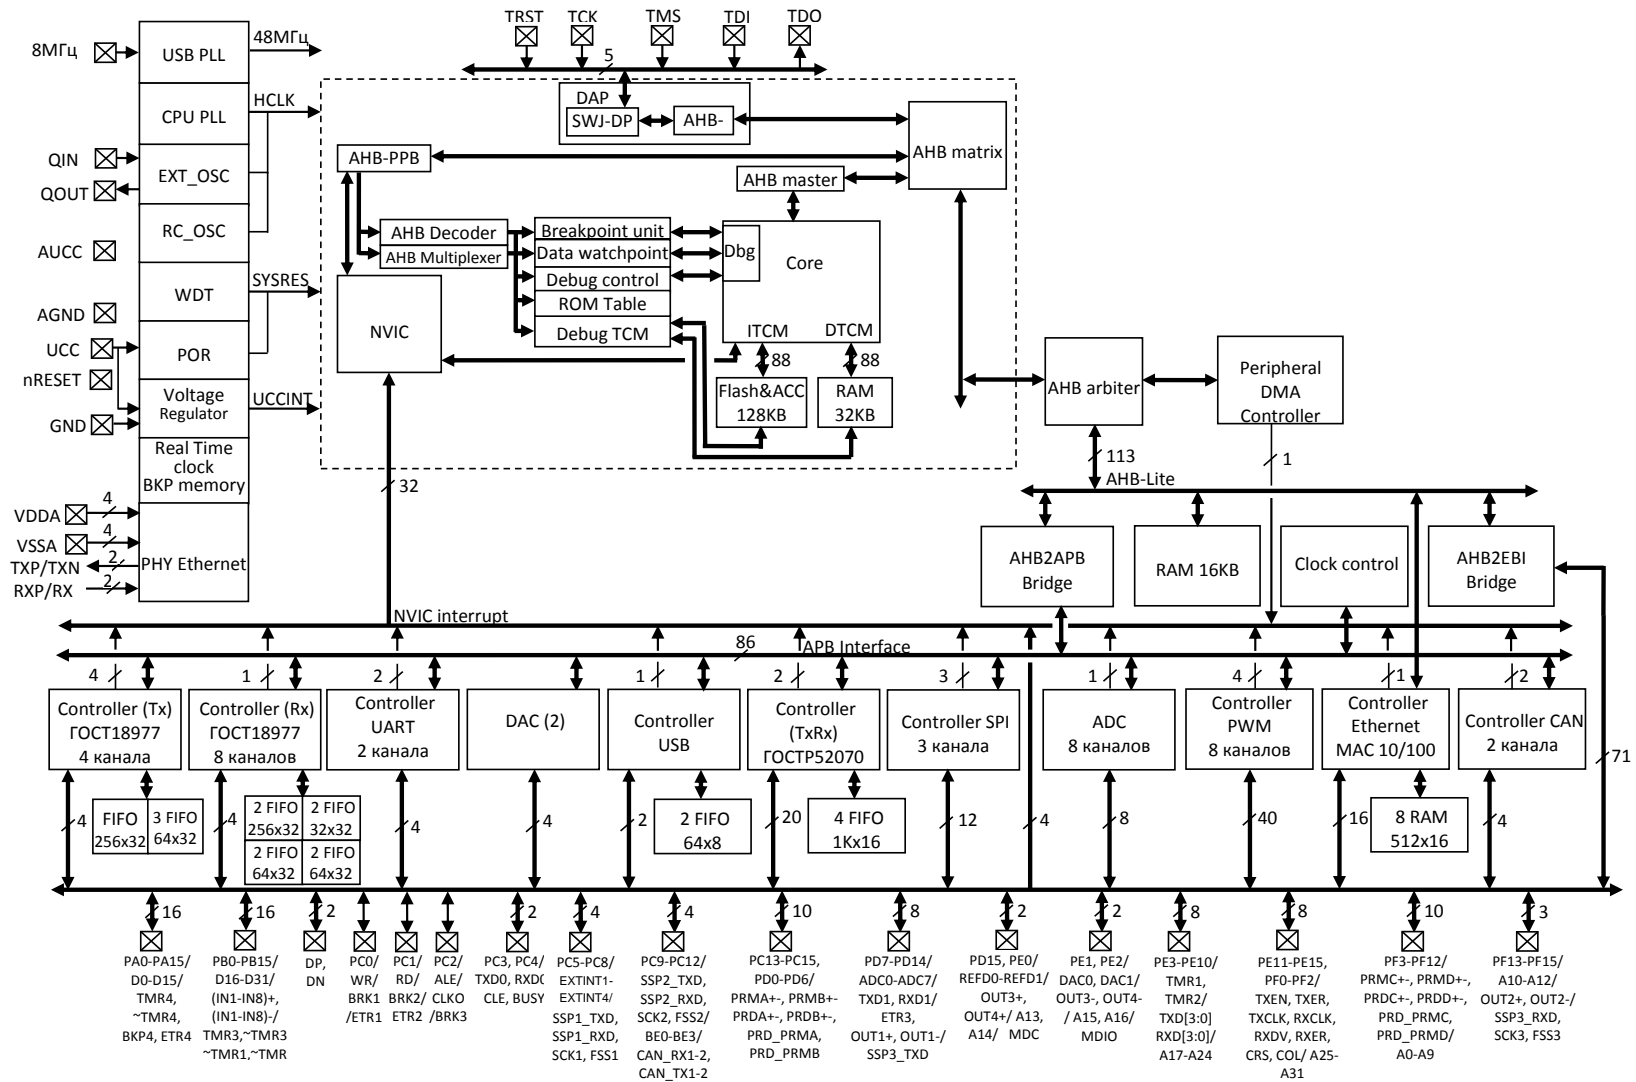 TRST TCK TMS TDI TDO
8МГц
USB PLL
48МГц
5
CPU PLL
HCLK
DAP
SWJ-DP
AHB-
AHB matrix
QIN
QOUT
EXT_OSC
AHB-PPB
AHB master
AUCC
RC_OSC
AHB Decoder
AHB Multiplexer
Breakpoint unit
Data watchpoint
Debug control
ROM Table
Debug TCM
Dbg
Core
ITCM
DTCM
AGND
WDT
SYSRES
NVIC
UCC
POR
nRESET
Voltage
Regulator
UCCINT
GND
88
88
Flash&ACC
128KB
RAM
32KB
AHB arbiter
Peripheral
DMA
Controller
Real Time
clock
BKP memory
32
113
1
AHB-Lite
VDDA
4
VSSA
4
TXP/TXN
2
RXP/RX
2
PHY Ethernet
AHB2APB
Bridge
RAM 16KB
Clock control
AHB2EBI
Bridge
NVIC interrupt
86
APB Interface
4
1
2
1
2
3
1
4
1
2
Controller (Tx)
ГОСТ18977
4 канала
Controller (Rx)
ГОСТ18977
8 каналов
Controller
UART
2 канала
DAC (2)
Controller
USB
Controller
(TxRx)
ГОСТР52070
Controller SPI
3 канала
ADC
8 каналов
Controller
PWM
8 каналов
Controller
Ethernet
MAC 10/100
Controller CAN
2 канала
71
4
FIFO
256x32
3 FIFO
64x32
4
2 FIFO
256x32
2 FIFO
32x32
2 FIFO
64x32
2 FIFO
64x32
4
4
2
2 FIFO
64x8
20
4 FIFO
1Kx16
12
4
8
40
16
8 RAM
512x16
4
16
16
2
2
4
4
10
8
2
2
8
8
10
3
PA0-PA15/
D0-D15/
TMR4,
~TMR4,
BKP4, ETR4
PB0-PB15/
D16-D31/
(IN1-IN8)+,
(IN1-IN8)-/
TMR3,~TMR3
~TMR1,~TMR
DP,
DN
PC0/
WR/
BRK1
/ETR1
PC1/
RD/
BRK2/
ETR2
PC2/
ALE/
CLKO
/BRK3
PC3, PC4/
TXD0, RXD0
CLE, BUSY
PC5-PC8/
EXTINT1-
EXTINT4/
SSP1_TXD,
SSP1_RXD,
SCK1, FSS1
PC9-PC12/
SSP2_TXD,
SSP2_RXD,
SCK2, FSS2/
BE0-BE3/
CAN_RX1-2,
CAN_TX1-2
PC13-PC15,
PD0-PD6/
PRMA+-, PRMB+-
PRDA+-, PRDB+-,
PRD_PRMA,
PRD_PRMB
PD7-PD14/
ADC0-ADC7/
TXD1, RXD1/
ETR3,
OUT1+, OUT1-/
SSP3_TXD
PD15, PE0/
REFD0-REFD1/
OUT3+,
OUT4+/ A13,
A14/ MDC
PE1, PE2/
DAC0, DAC1/
OUT3-, OUT4-
/ A15, A16/
MDIO
PE3-PE10/
TMR1,
TMR2/
TXD[3:0]
RXD[3:0]/
A17-A24
PE11-PE15,
PF0-PF2/
TXEN, TXER,
TXCLK, RXCLK,
RXDV, RXER,
CRS, COL/ A25-
A31
PF3-PF12/
PRMC+-, PRMD+-,
PRDC+-, PRDD+-,
PRD_PRMC,
PRD_PRMD/
A0-A9
PF13-PF15/
A10-A12/
OUT2+, OUT2-/
SSP3_RXD,
SCK3, FSS3